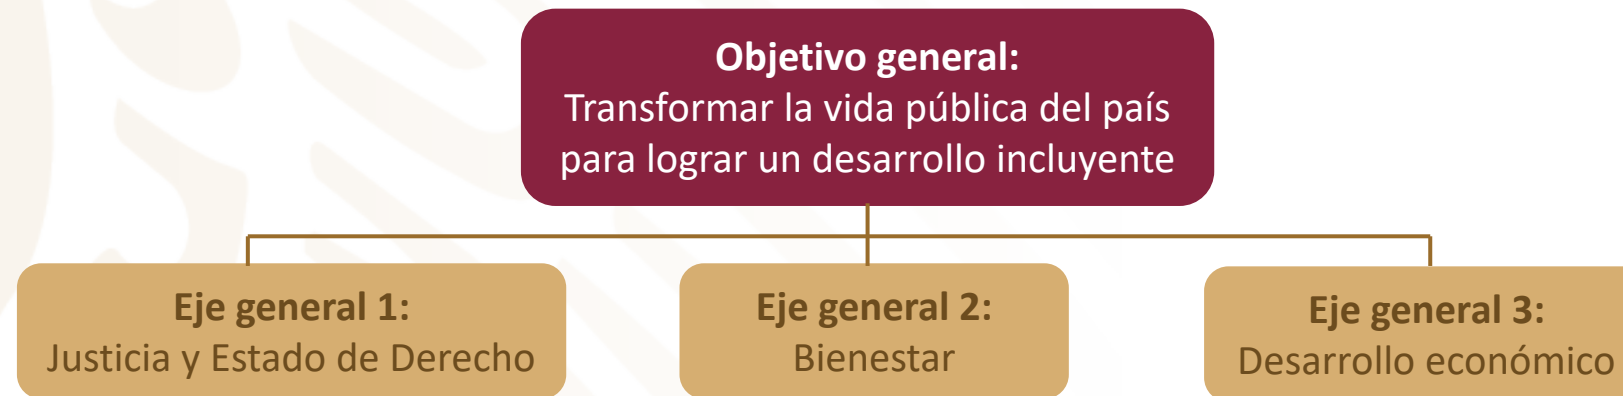 Objetivo general:
Transformar la vida pública del país
para lograr un desarrollo incluyente
Eje general 1:
Justicia y Estado de Derecho
Eje general 2:
Bienestar
Eje general 3:
Desarrollo económico